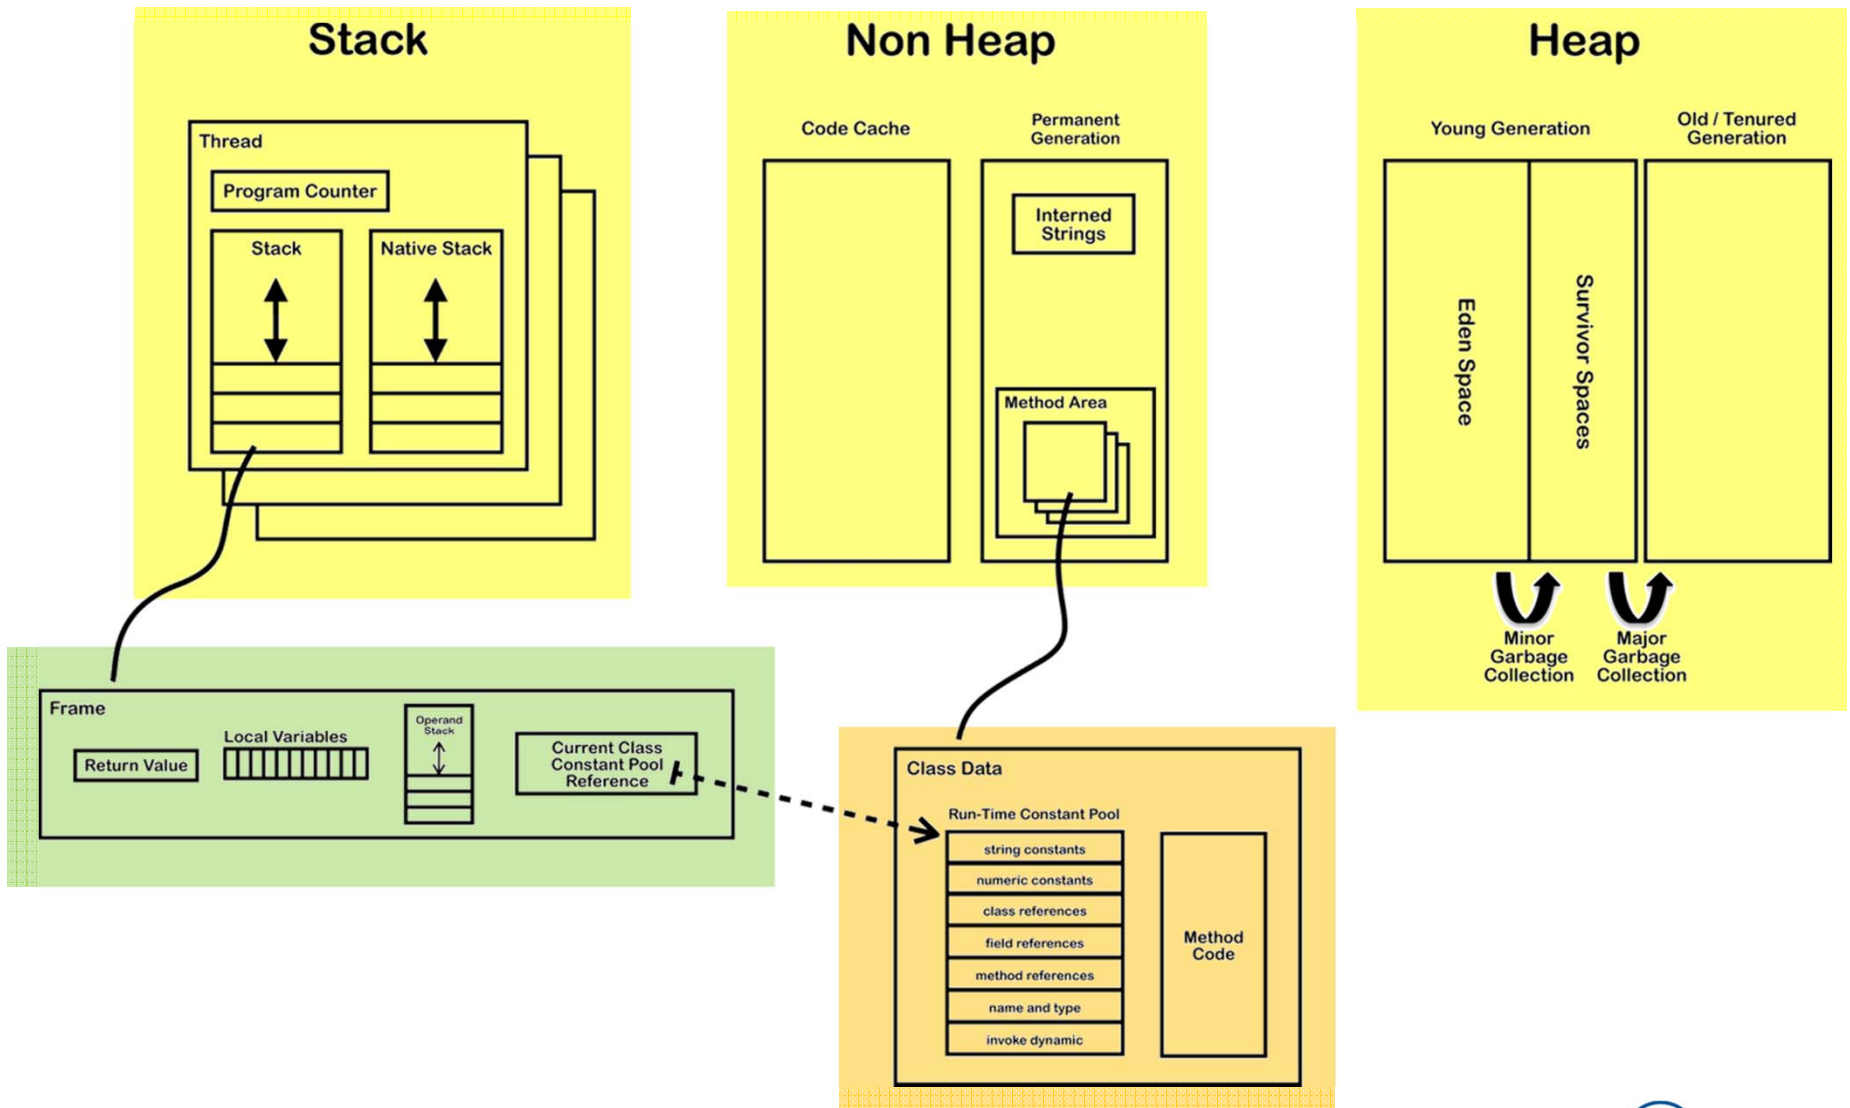 Stack
Thread
Program Counter
Stack
Native Stack
Non Heap
Code Cache
Permanent
Generation
Interned
Strings
Method Area
Heap
Young Generation
Old / Tenured
Generation
Eden Space
Survivor Spaces
Minor
Garbage
Collection
Major
Garbage
Collection
Frame
Return Value
Local Variables
Operand
Stack
Current Class
Constant Pool
Reference
Class Data
Run-Time Constant Pool
string constants
numeric constants
class references
field references
method references
name and type
invoke dynamic
Method
Code